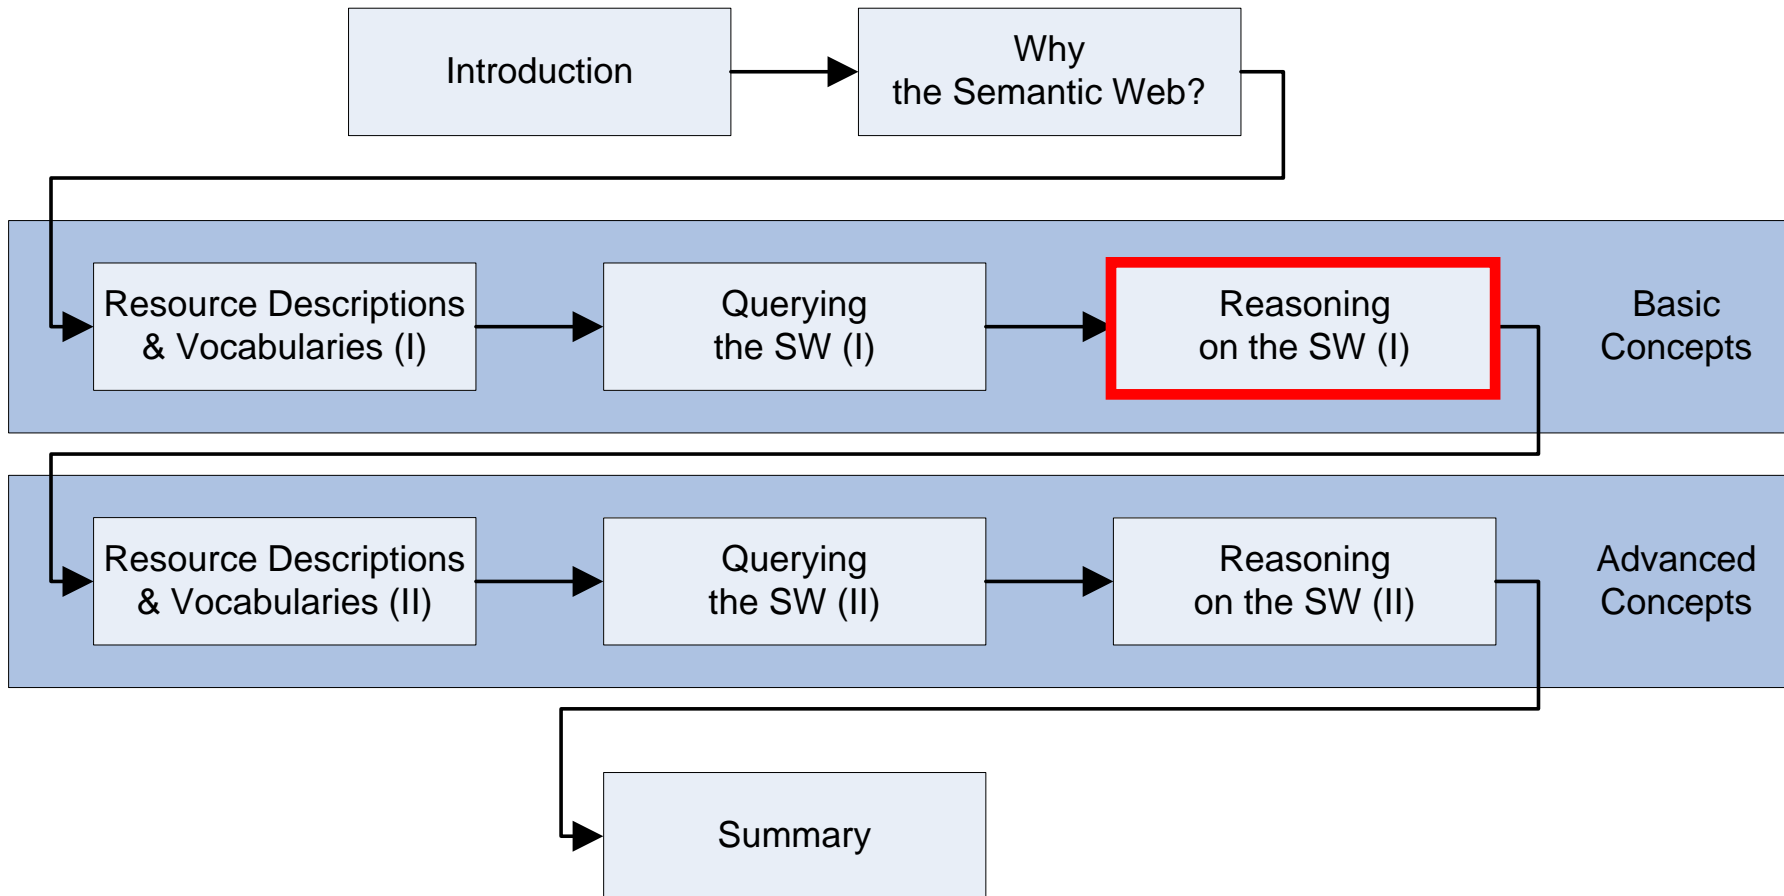 Introduction
Why
the Semantic Web?
Resource Descriptions
& Vocabularies (I)
Querying
the SW (I)
Reasoning
on the SW (I)
Basic
Concepts
Resource Descriptions
& Vocabularies (II)
Querying
the SW (II)
Reasoning
on the SW (II)
Advanced
Concepts
Summary